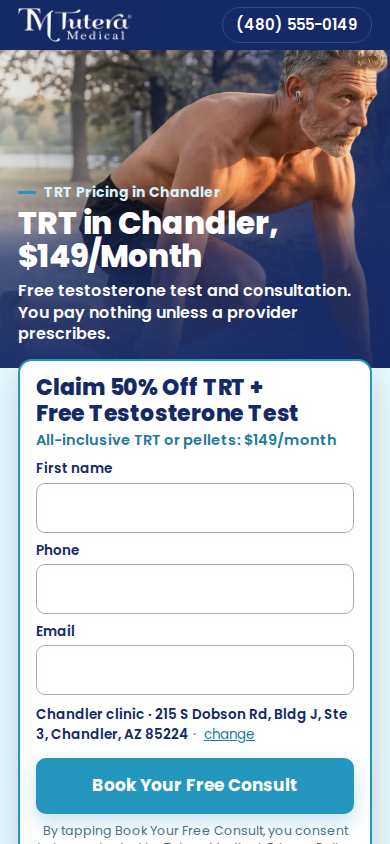 MTutera®
Medical
(480) 555-0149
TRT Pricing in Chandler
TRT in Chandler,
$149/Month
Free testosterone test and consultation.
You pay nothing unless a provider
prescribes.
Claim 50% Off TRT +
Free Testosterone Test
All-inclusive TRT or pellets: $149/month
First name
Phone
Email
Chandler clinic · 215 S Dobson Rd, Bldg J, Ste
3, Chandler, AZ 85224 · change
Book Your Free Consult
By tapping Book Your Free Consult, you consent